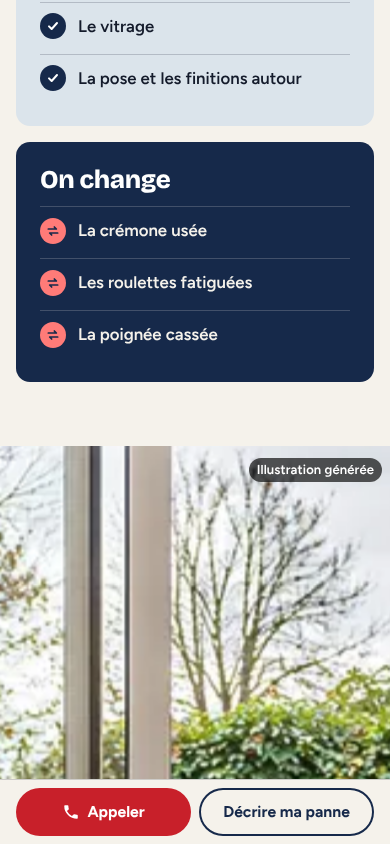 Le vitrage
La pose et les finitions autour
On change
La crémone usée
Les roulettes fatiguées
La poignée cassée
Illustration générée
Appeler
Décrire ma panne